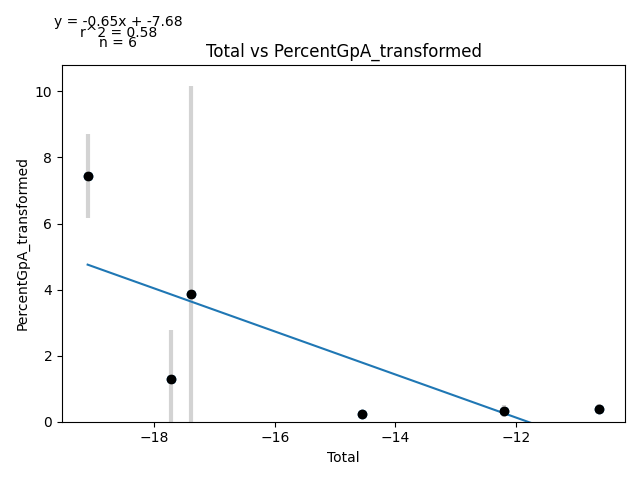 y = -0.65x + -7.68
r^2 = 0.58
n = 6
Total vs PercentGpA_transformed
PercentGpA_transformed
10
8
6
4
2
0
−18
−16
−14
−12
Total